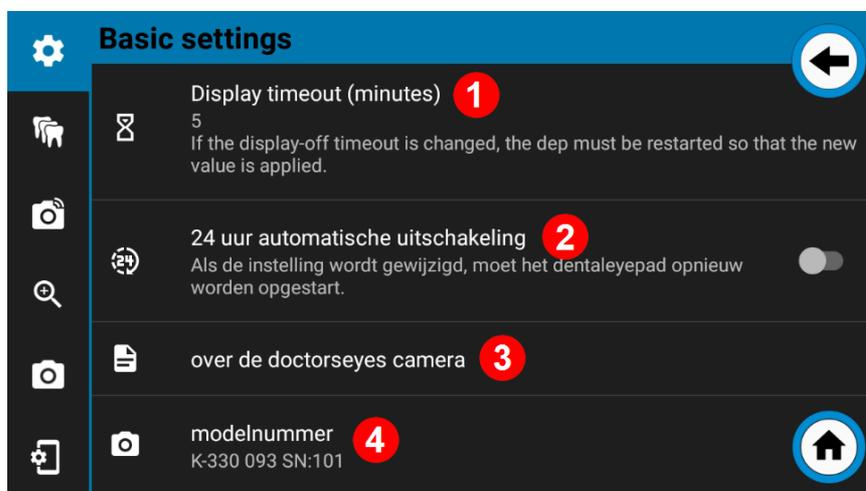 Basic settings
Display timeout (minutes) 1
5
If the display-off timeout is changed, the dep must be restarted so that the new
value is applied.
24 uur automatische uitschakeling 2
24
Als de instelling wordt gewijzigd, moet het dentaleyepad opnieuw
worden opgestart.
over de doctorseyes camera 3
modelnummer 4
K-330 093 SN:101